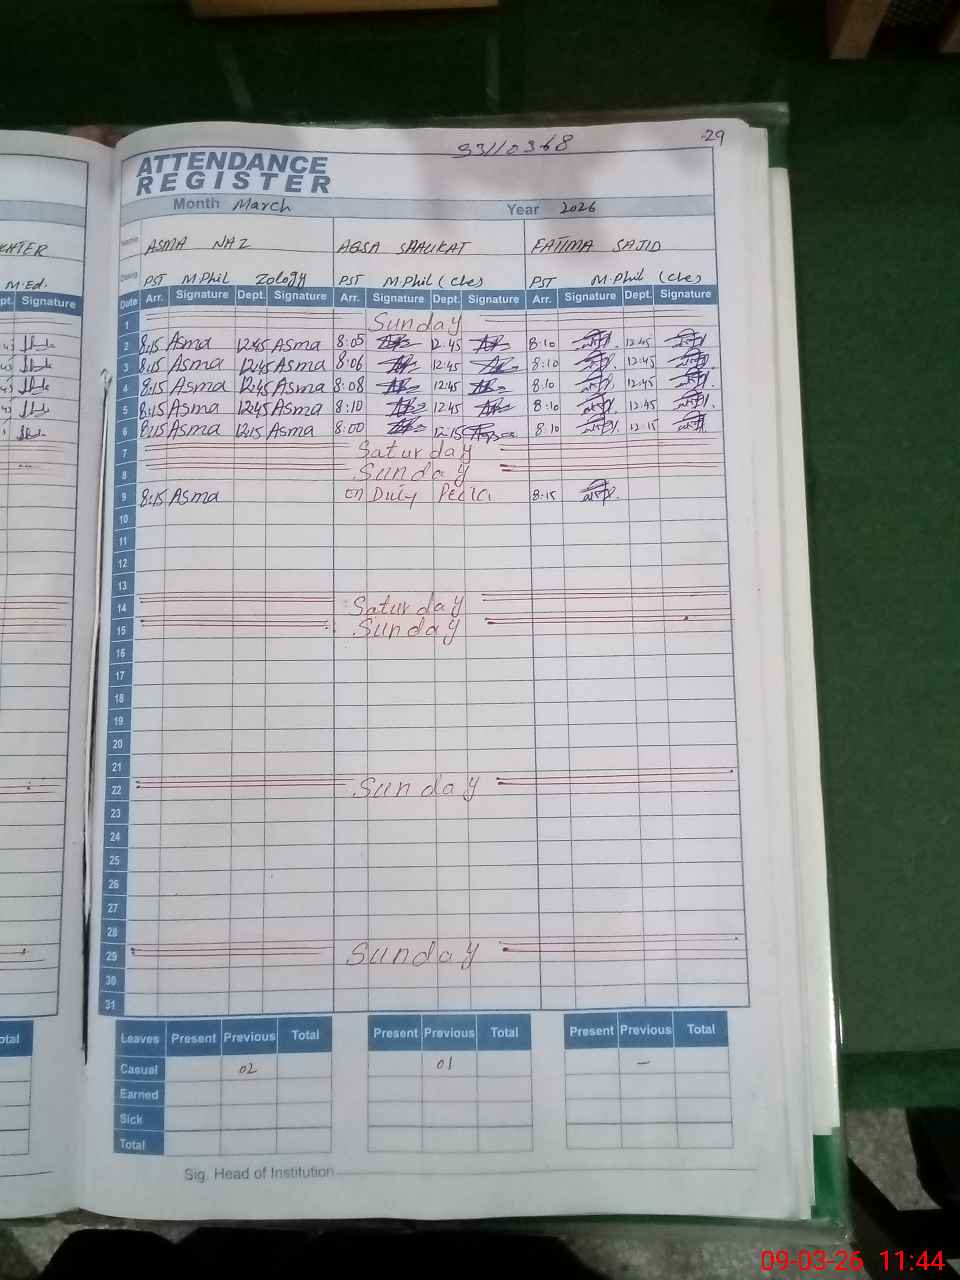 29
33110368
ATTENDANCE
REGISTER
Month March Year 2026
Name ASMA NAZ AQSA SHAUKAT FATIMA SAJID
M.Ed.
PST M.Phil Zology PST M.Phil (Che) PST M.Phil (Che)
Signature
Date Arr. Signature Dept. Signature Arr. Signature Dept. Signature Arr. Signature Dept. Signature
1 Sunday
2 8:15 Asma 12:45 Asma 8:05 12:45 8:10 12:45
3 8:15 Asma 12:45 Asma 8:06 12:45 8:10 12:45
4 8:15 Asma 12:45 Asma 8:08 12:45 8:10 12:45
5 8:15 Asma 12:45 Asma 8:10 12:45 8:10 12:45
6 8:15 Asma 12:15 Asma 8:00 12:15 8:10 12:15
7 Saturday
8 Sunday
9 8:15 Asma on Duty 8:15
10
11
12
13
14 Saturday
15 Sunday
16
17
18
19
20
21
22 Sunday
23
24
25
26
27
28
29 Sunday
30
31
Leaves Present Previous Total Present Previous Total Present Previous Total
Casual 02 01 —
Earned
Sick
Total
Sig. Head of Institution
09-03-26 11:44